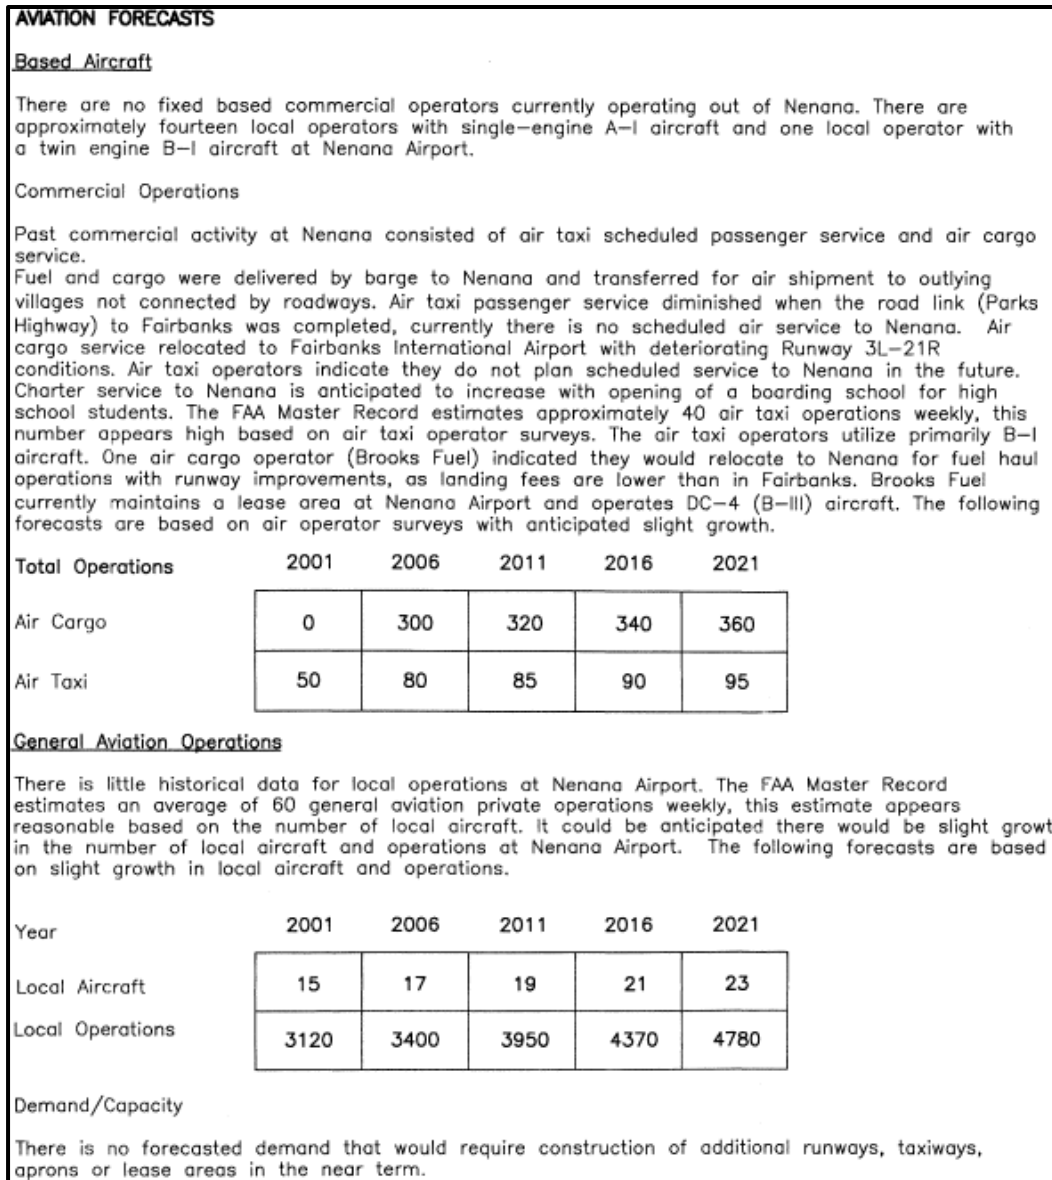 AVIATION FORECASTS
Based Aircraft
There are no fixed based commercial operators currently operating out of Nenana. There are
approximately fourteen local operators with single-engine A-I aircraft and one local operator with
a twin engine B-I aircraft at Nenana Airport.
Commercial Operations
Past commercial activity at Nenana consisted of air taxi scheduled passenger service and air cargo
service.
Fuel and cargo were delivered by barge to Nenana and transferred for air shipment to outlying
villages not connected by roadways. Air taxi passenger service diminished when the road link (Parks
Highway) to Fairbanks was completed, currently there is no scheduled air service to Nenana. Air
cargo service relocated to Fairbanks International Airport with deteriorating Runway 3L-21R
conditions. Air taxi operators indicate they do not plan scheduled service to Nenana in the future.
Charter service to Nenana is anticipated to increase with opening of a boarding school for high
school students. The FAA Master Record estimates approximately 40 air taxi operations weekly, this
number appears high based on air taxi operator surveys. The air taxi operators utilize primarily B-I
aircraft. One air cargo operator (Brooks Fuel) indicated they would relocate to Nenana for fuel haul
operations with runway improvements, as landing fees are lower than in Fairbanks. Brooks Fuel
currently maintains a lease area at Nenana Airport and operates DC-4 (B-III) aircraft. The following
forecasts are based on air operator surveys with anticipated slight growth.
Total Operations 2001 2006 2011 2016 2021
Air Cargo 0 300 320 340 360
Air Taxi 50 80 85 90 95
General Aviation Operations
There is little historical data for local operations at Nenana Airport. The FAA Master Record
estimates an average of 60 general aviation private operations weekly, this estimate appears
reasonable based on the number of local aircraft. It could be anticipated there would be slight growt
in the number of local aircraft and operations at Nenana Airport. The following forecasts are based
on slight growth in local aircraft and operations.
Year 2001 2006 2011 2016 2021
Local Aircraft 15 17 19 21 23
Local Operations 3120 3400 3950 4370 4780
Demand/Capacity
There is no forecasted demand that would require construction of additional runways, taxiways,
aprons or lease areas in the near term.